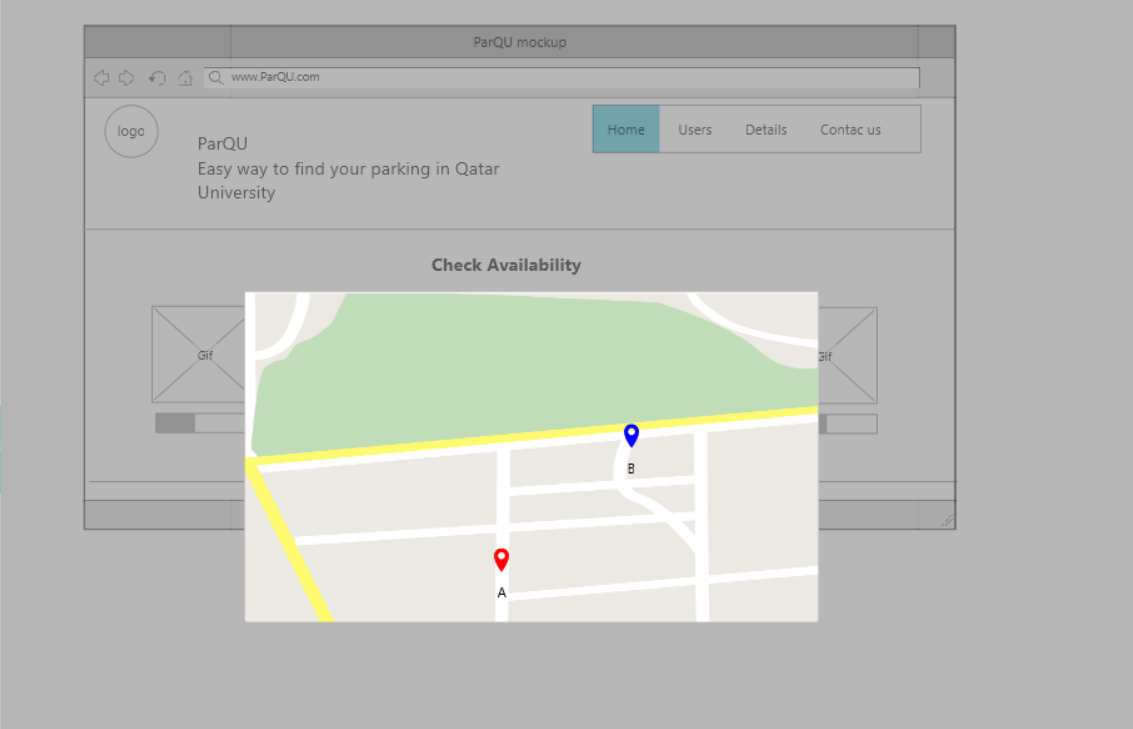 ParQU mockup
www.ParQU.com
logo
Home Users Details Contac us
ParQU
Easy way to find your parking in Qatar
University
Check Availability
Gif
Gif
B
A